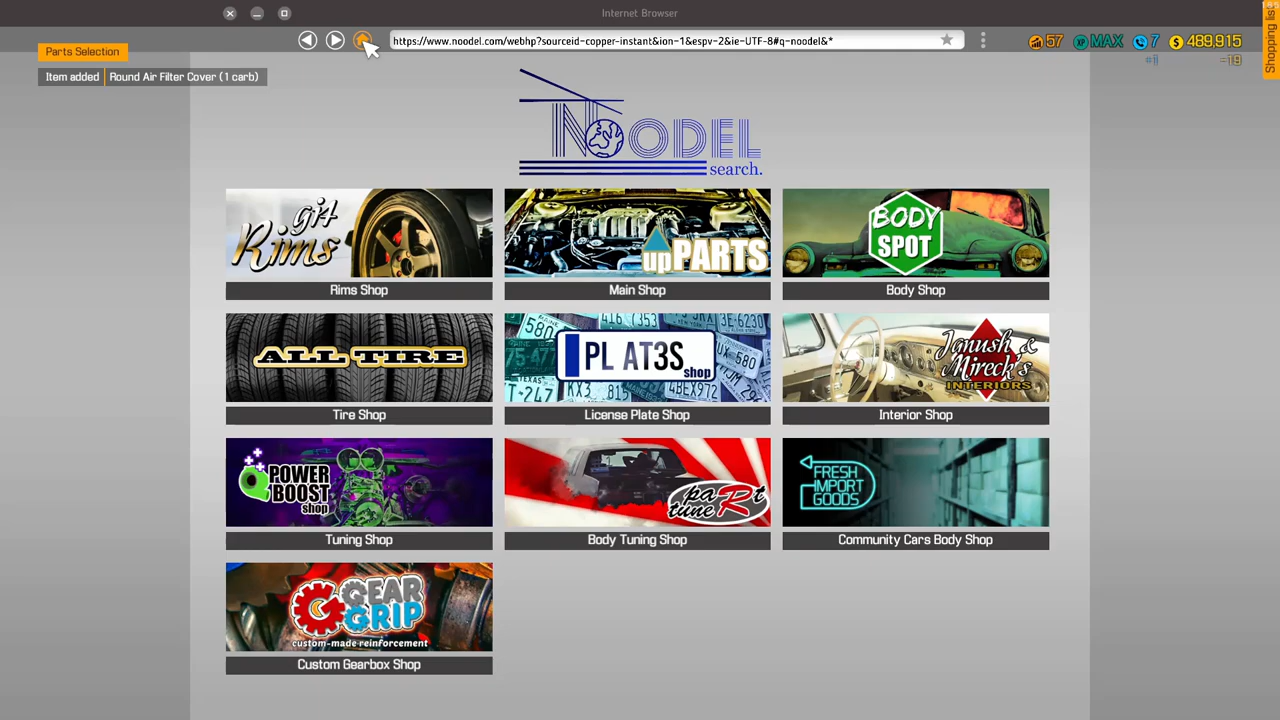 Internet Browser
https://www.noodel.com/webhp?sourceid-copper-instant&ion-1&espv-2&ie-UTF-8#q-noodel&*
57 XP MAX 7 $ 489,915
+19
Shopping list
Parts Selection
Item added Round Air Filter Cover (1 carb)
NOODEL
search.
gj4 Rims
upPARTS
BODY SPOT
Rims Shop
Main Shop
Body Shop
ALL TIRE
PL AT3S shop
Janush & Mireck's INTERIORS
Tire Shop
License Plate Shop
Interior Shop
POWER BOOST shop
paRt tuneR
FRESH IMPORT GOODS
Tuning Shop
Body Tuning Shop
Community Cars Body Shop
GEAR GRIP
custom-made reinforcement
Custom Gearbox Shop